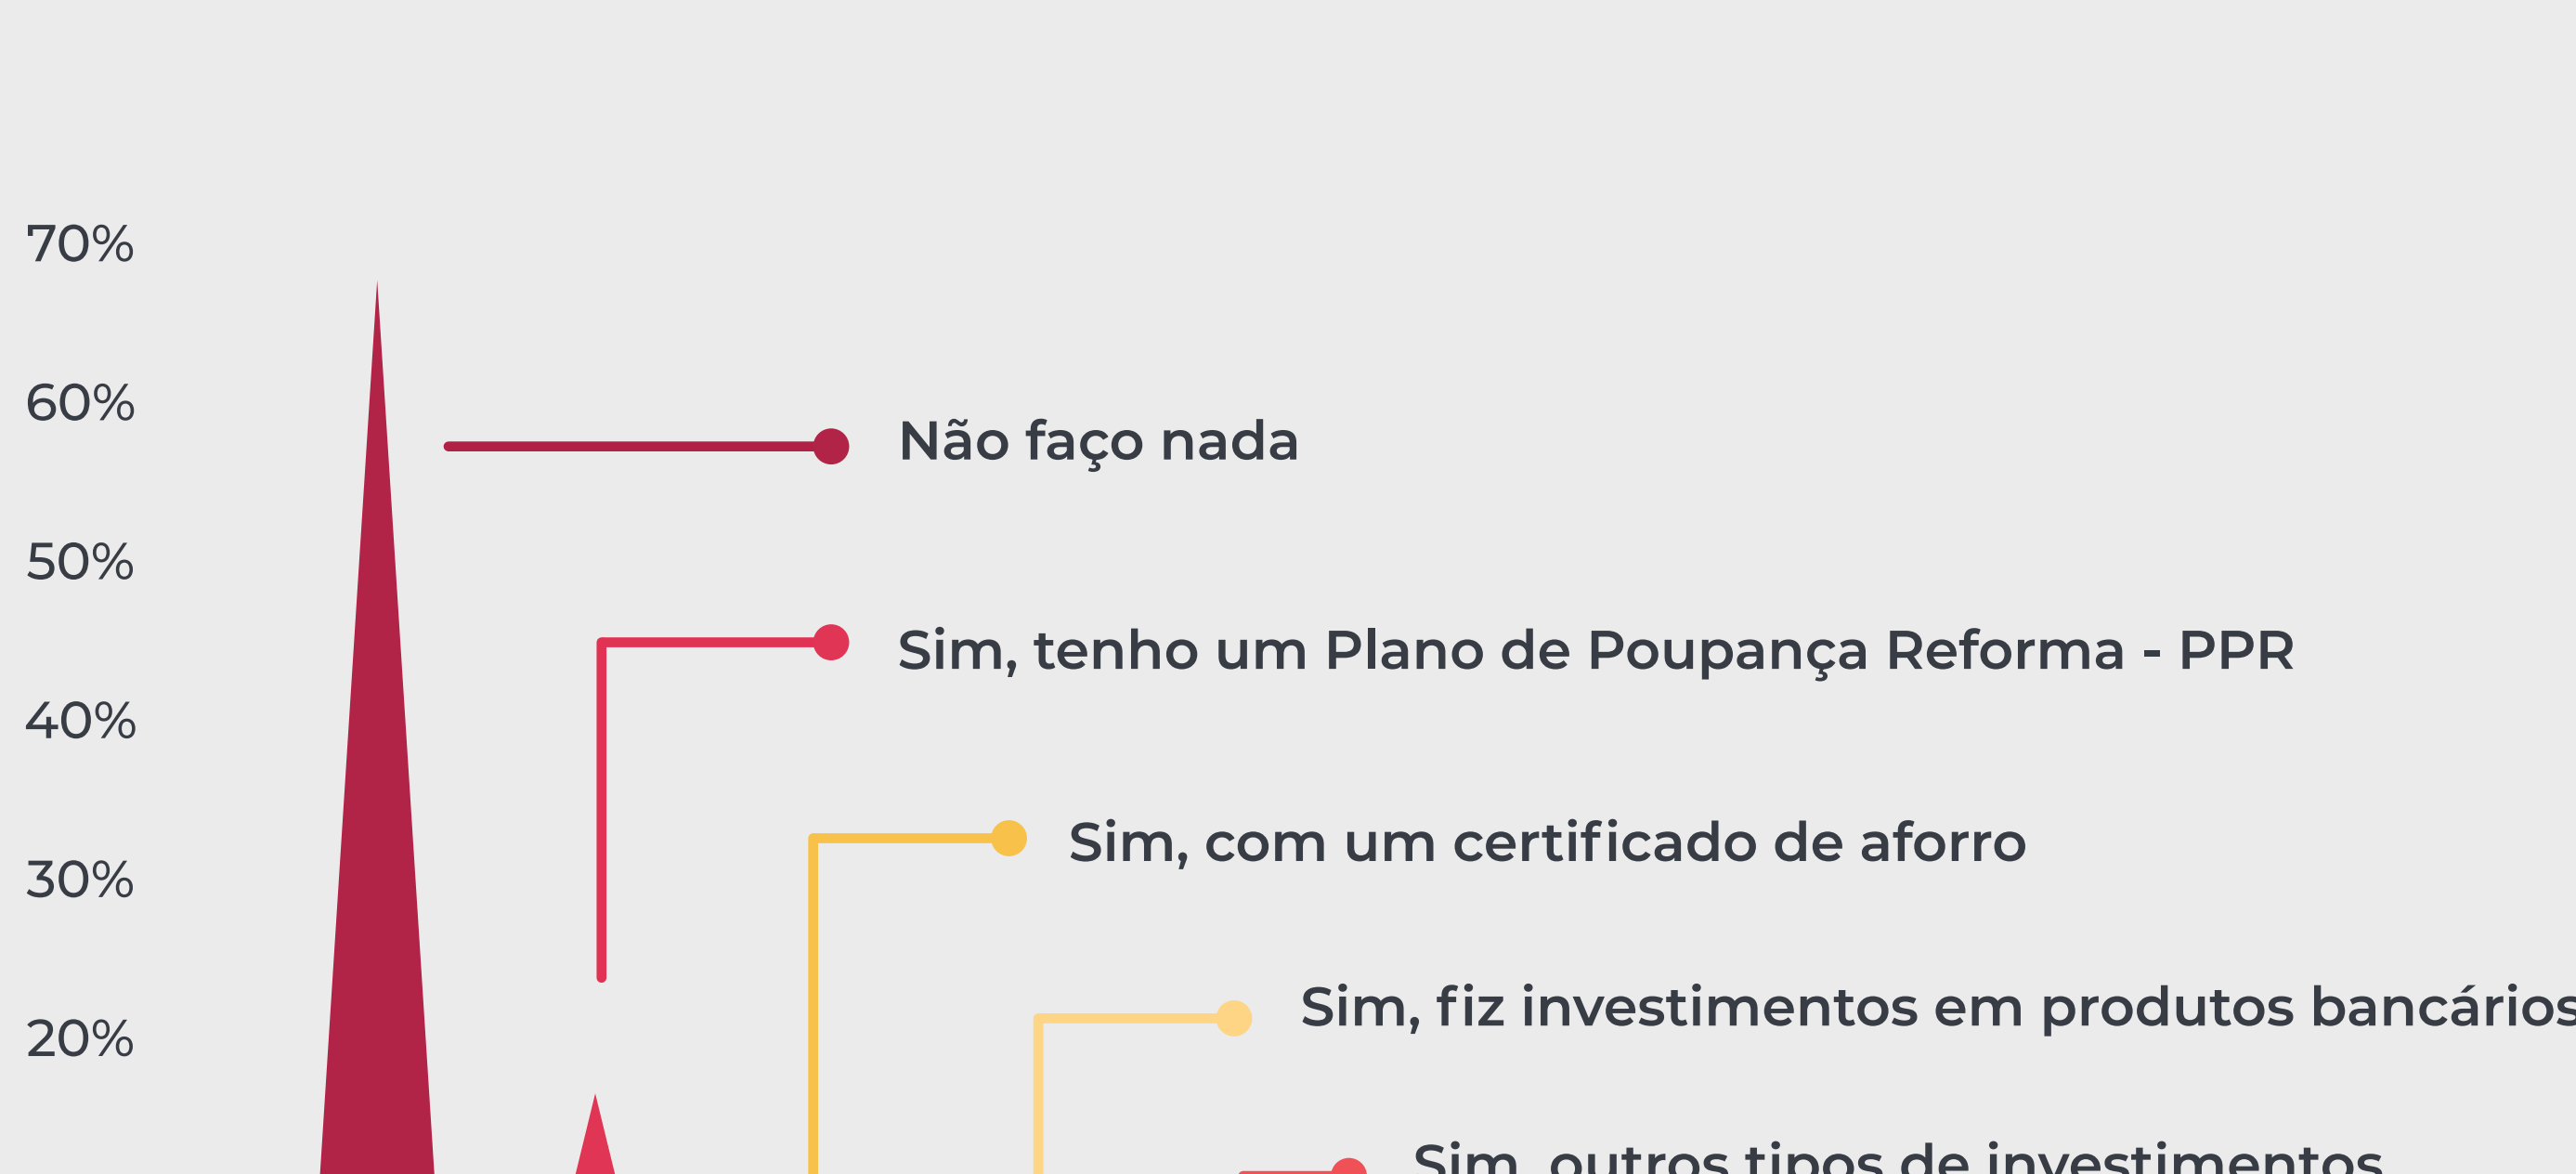 70%
60%
Não faço nada
50%
Sim, tenho um Plano de Poupança Reforma - PPR
40%
Sim, com um certificado de aforro
30%
Sim, fiz investimentos em produtos bancários
20%
Sim, outros tipos de investimentos